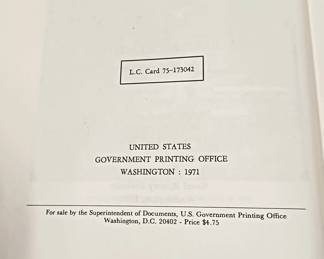 L.C. Card 75-173042
UNITED STATES
GOVERNMENT PRINTING OFFICE
WASHINGTON : 1971
For sale by the Superintendent of Documents, U.S. Government Printing Office
Washington, D.C. 20402 - Price $4.75